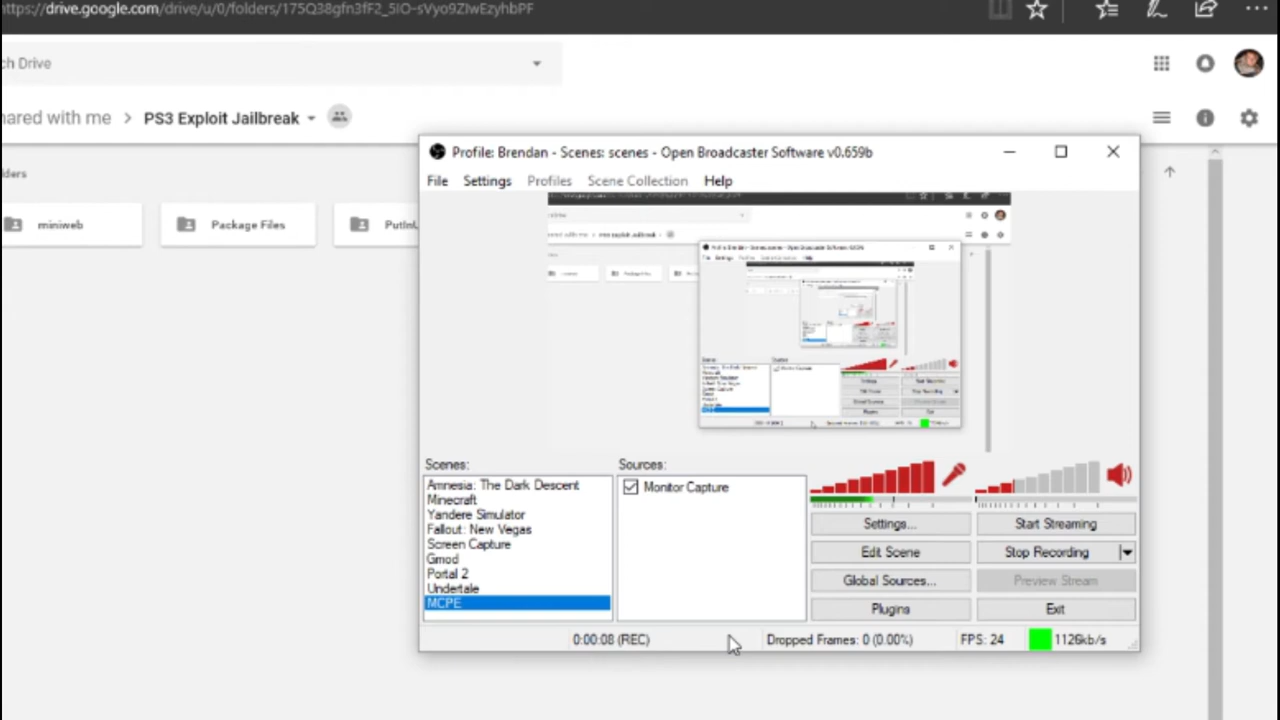 https://drive.google.com/drive/u/0/folders/175Q38gfn3fF2_5IO-sVyo9ZIwEzyhbPF
ch Drive
hared with me > PS3 Exploit Jailbreak
ders
miniweb
Package Files
PutInU
Profile: Brendan - Scenes: scenes - Open Broadcaster Software v0.659b
File Settings Profiles Scene Collection Help
Scenes:
Amnesia: The Dark Descent
Minecraft
Yandere Simulator
Fallout: New Vegas
Screen Capture
Gmod
Portal 2
Undertale
MCPE
Sources:
Monitor Capture
Settings...
Start Streaming
Edit Scene
Stop Recording
Global Sources...
Preview Stream
Plugins
Exit
0:00:08 (REC)
Dropped Frames: 0 (0.00%)
FPS: 24
1126kb/s